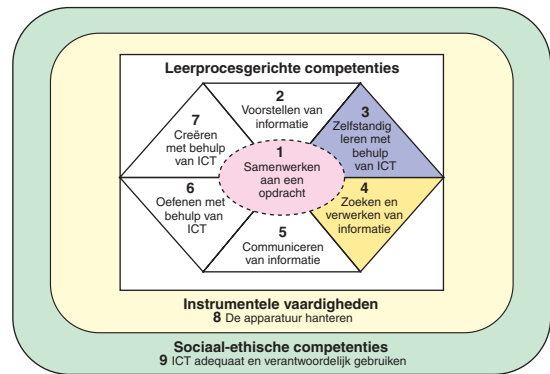 Leerprocesgerichte competenties
2
Voorstellen van
informatie
3
Zelfstandig
leren met
behulp
van ICT
7
Creëren
met behulp
van ICT
1
Samenwerken
aan een
opdracht
6
Oefenen met
behulp van
ICT
4
Zoeken en
verwerken van
informatie
5
Communiceren
van informatie
Instrumentele vaardigheden
8 De apparatuur hanteren
Sociaal-ethische competenties
9 ICT adequaat en verantwoordelijk gebruiken